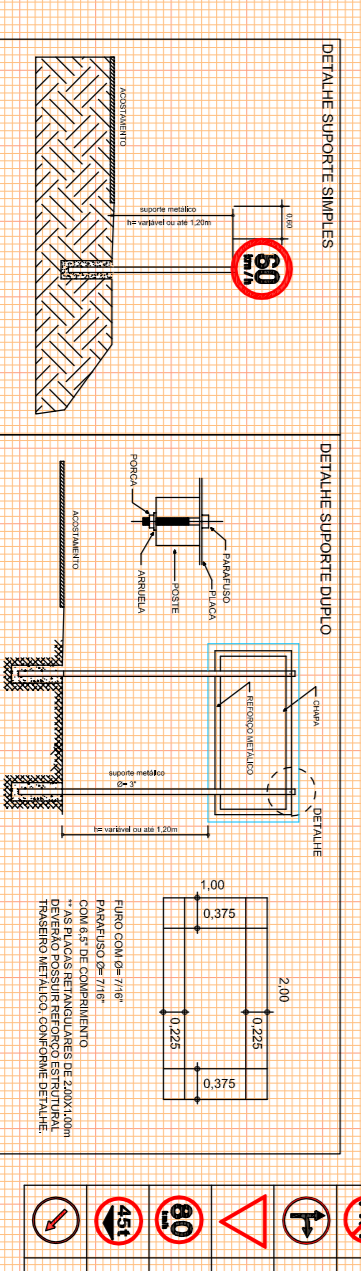 DETALHE SUPORTE SIMPLES
0.60
60
km/h
suporte metálico
h= variável ou até 1,20m
ACOSTAMENTO
DETALHE SUPORTE DUPLO
PARAFUSO
PLACA
POSTE
ARRUELA
PORCA
ACOSTAMENTO
CHAPA
REFORÇO METÁLICO
DETALHE
suporte metálico
Ø= 3"
h= variavel ou até 1,20m
2,00
1,00
0,375
0,375
0,225
0,225
FURO COM Ø= 7/16"
PARAFUSO Ø= 7/16"
COM 6,5" DE COMPRIMENTO
** AS PLACAS RETANGULARES DE 2,00X1,00m
DEVERÃO POSSUIR REFORÇO ESTRUTURAL
TRASEIRO METÁLICO, CONFORME DETALHE.
80
km/h
45t